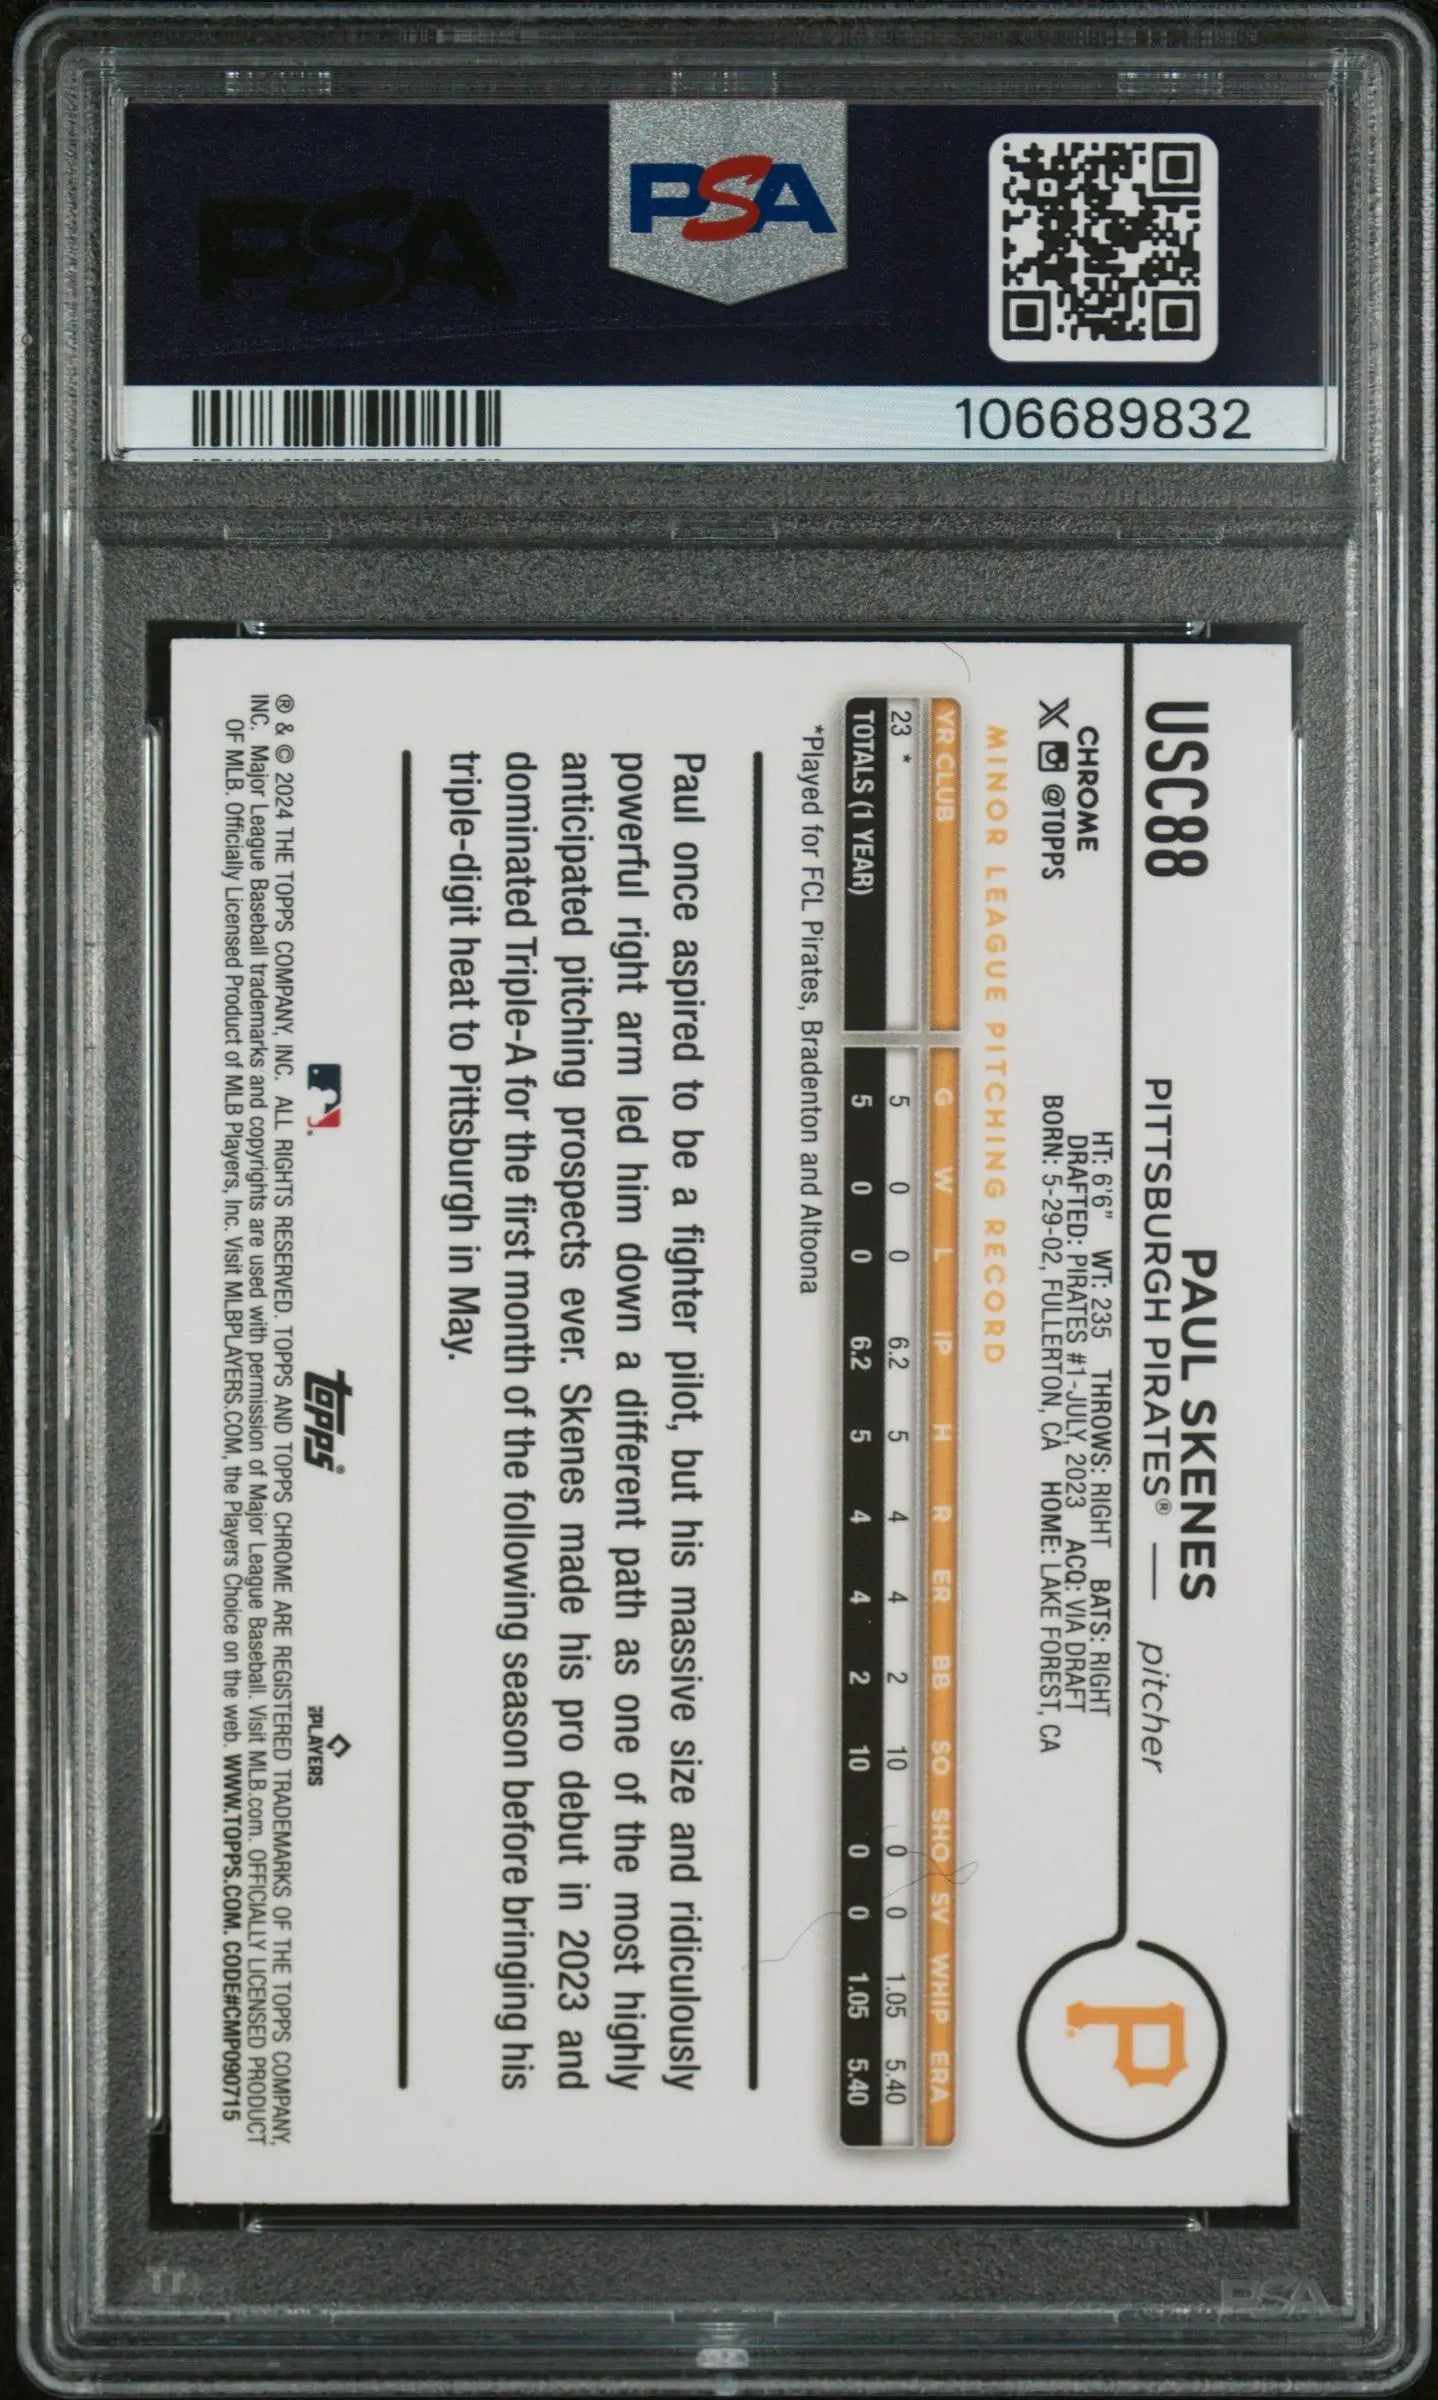 PSA
PSA
106689832
USC88
PAUL SKENES
PITTSBURGH PIRATES® — pitcher
CHROME
X @TOPPS
HT: 6'6" WT: 235 THROWS: RIGHT BATS: RIGHT
DRAFTED: PIRATES #1-JULY, 2023 ACQ: VIA DRAFT
BORN: 5-29-02, FULLERTON, CA HOME: LAKE FOREST, CA
P
MINOR LEAGUE PITCHING RECORD
YR CLUB G W L IP H R ER BB SO SHO SV WHIP ERA
23 * 5 0 0 6.2 5 4 4 2 10 0 0 1.05 5.40
TOTALS (1 YEAR) 5 0 0 6.2 5 4 4 2 10 0 0 1.05 5.40
*Played for FCL Pirates, Bradenton and Altoona
Paul once aspired to be a fighter pilot, but his massive size and ridiculously
powerful right arm led him down a different path as one of the most highly
anticipated pitching prospects ever. Skenes made his pro debut in 2023 and
dominated Triple-A for the first month of the following season before bringing his
triple-digit heat to Pittsburgh in May.
topps®
PLAYERS
® & © 2024 THE TOPPS COMPANY, INC. ALL RIGHTS RESERVED. TOPPS AND TOPPS CHROME ARE REGISTERED TRADEMARKS OF THE TOPPS COMPANY,
INC. Major League Baseball trademarks and copyrights are used with permission of Major League Baseball. Visit MLB.com. OFFICIALLY LICENSED PRODUCT
OF MLB. Officially Licensed Product of MLB Players, Inc. Visit MLBPLAYERS.COM, the Players Choice on the web. WWW.TOPPS.COM. CODE#CMP090715
PSA